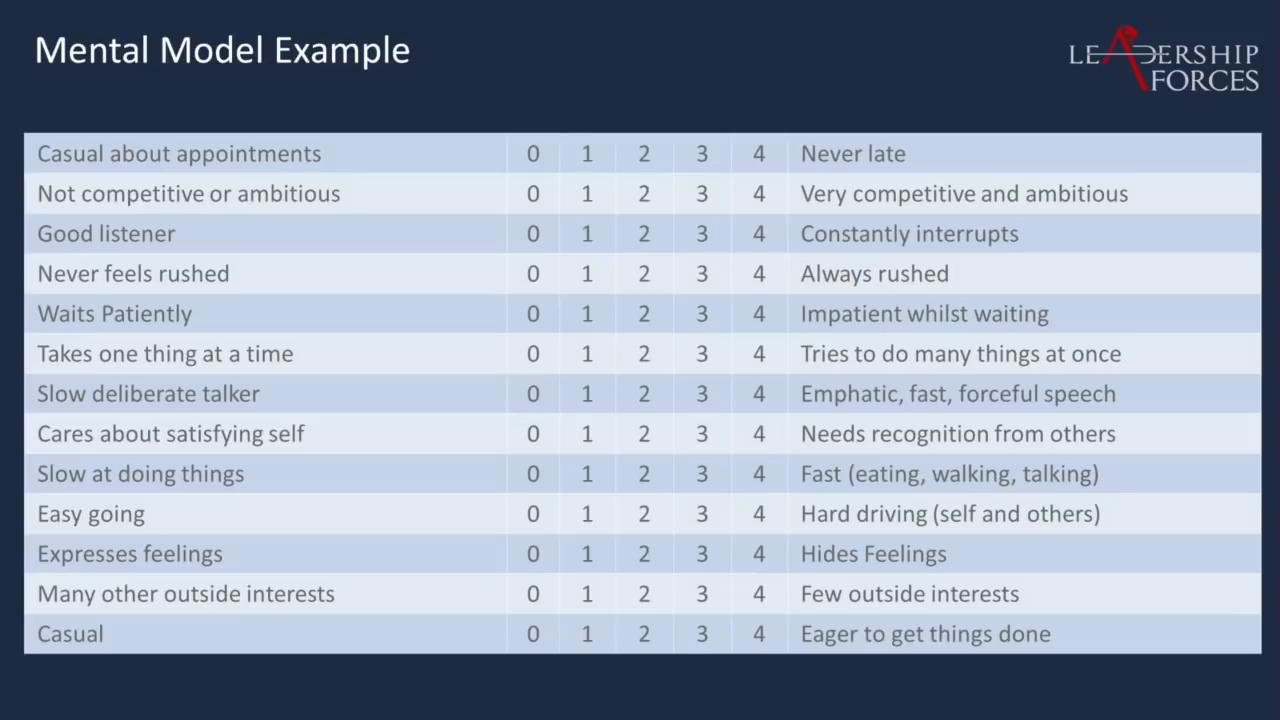 Mental Model Example
LEADERSHIP
FORCES
Casual about appointments 0 1 2 3 4 Never late
Not competitive or ambitious 0 1 2 3 4 Very competitive and ambitious
Good listener 0 1 2 3 4 Constantly interrupts
Never feels rushed 0 1 2 3 4 Always rushed
Waits Patiently 0 1 2 3 4 Impatient whilst waiting
Takes one thing at a time 0 1 2 3 4 Tries to do many things at once
Slow deliberate talker 0 1 2 3 4 Emphatic, fast, forceful speech
Cares about satisfying self 0 1 2 3 4 Needs recognition from others
Slow at doing things 0 1 2 3 4 Fast (eating, walking, talking)
Easy going 0 1 2 3 4 Hard driving (self and others)
Expresses feelings 0 1 2 3 4 Hides Feelings
Many other outside interests 0 1 2 3 4 Few outside interests
Casual 0 1 2 3 4 Eager to get things done